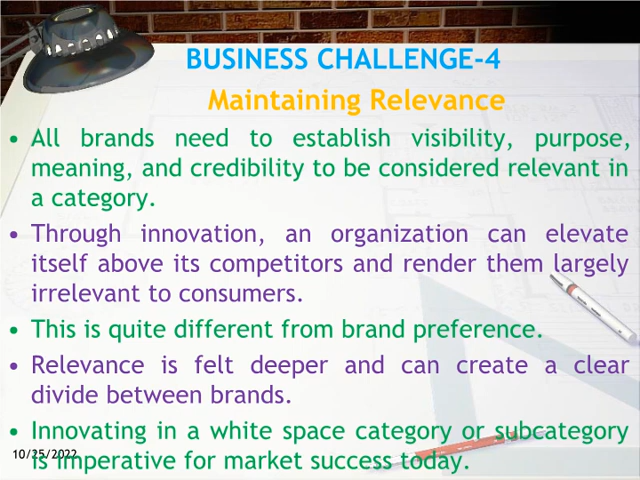 BUSINESS CHALLENGE-4
Maintaining Relevance
• All brands need to establish visibility, purpose,
meaning, and credibility to be considered relevant in
a category.
• Through innovation, an organization can elevate
itself above its competitors and render them largely
irrelevant to consumers.
• This is quite different from brand preference.
• Relevance is felt deeper and can create a clear
divide between brands.
• Innovating in a white space category or subcategory
is imperative for market success today.
10/25/2022